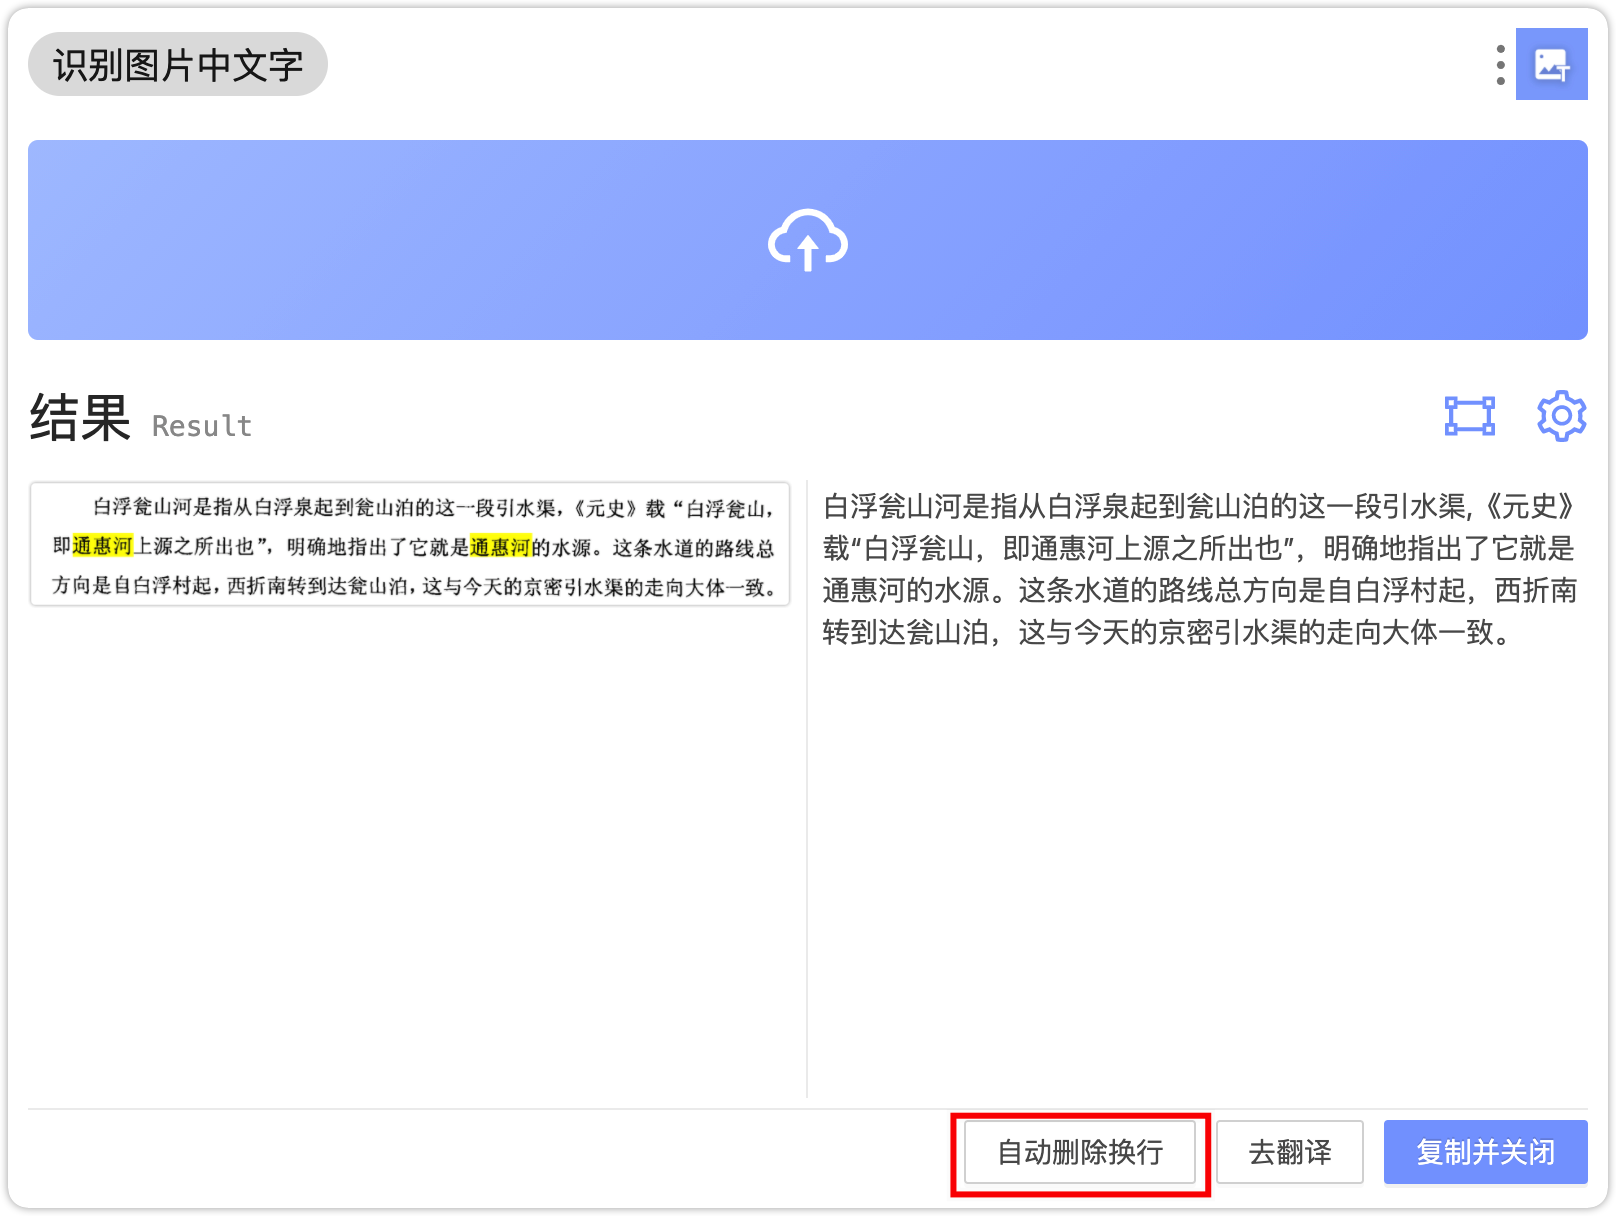 识别图片中文字
结果 Result
白浮瓮山河是指从白浮泉起到瓮山泊的这一段引水渠，《元史》载“白浮瓮山，
即通惠河上源之所出也”，明确地指出了它就是通惠河的水源。这条水道的路线总
方向是自白浮村起，西折南转到达瓮山泊，这与今天的京密引水渠的走向大体一致。
白浮瓮山河是指从白浮泉起到瓮山泊的这一段引水渠,《元史》
载“白浮瓮山，即通惠河上源之所出也”，明确地指出了它就是
通惠河的水源。这条水道的路线总方向是自白浮村起，西折南
转到达瓮山泊，这与今天的京密引水渠的走向大体一致。
自动删除换行 去翻译 复制并关闭